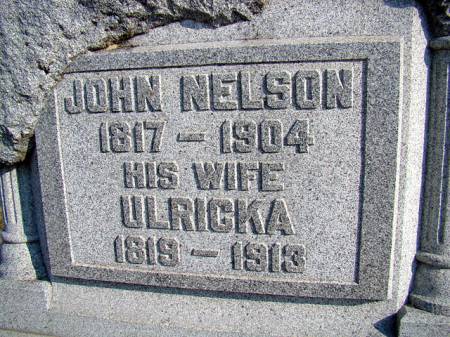 JOHN NELSON
1817 – 1904
HIS WIFE
ULRICKA
1819 – 1913